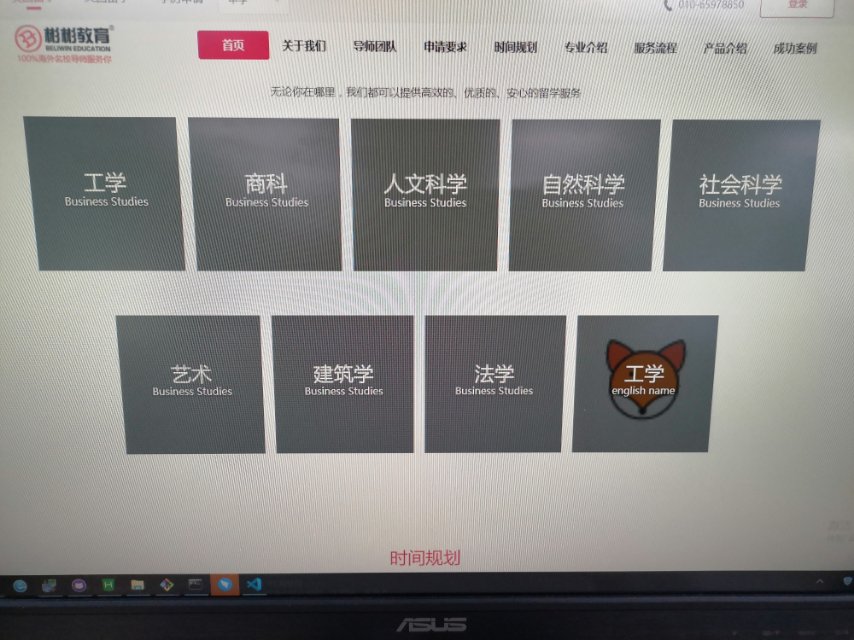 010-65978850
登录
彬彬教育
BELIWIN EDUCATION
100%海外名校导师服务你
首页 关于我们 导师团队 申请要求 时间规划 专业介绍 服务流程 产品介绍 成功案例
无论你在哪里，我们都可以提供高效的、优质的、安心的留学服务
工学 商科 人文科学 自然科学 社会科学
Business Studies Business Studies Business Studies Business Studies Business Studies
艺术 建筑学 法学 工学
Business Studies Business Studies Business Studies english name
时间规划
ASUS